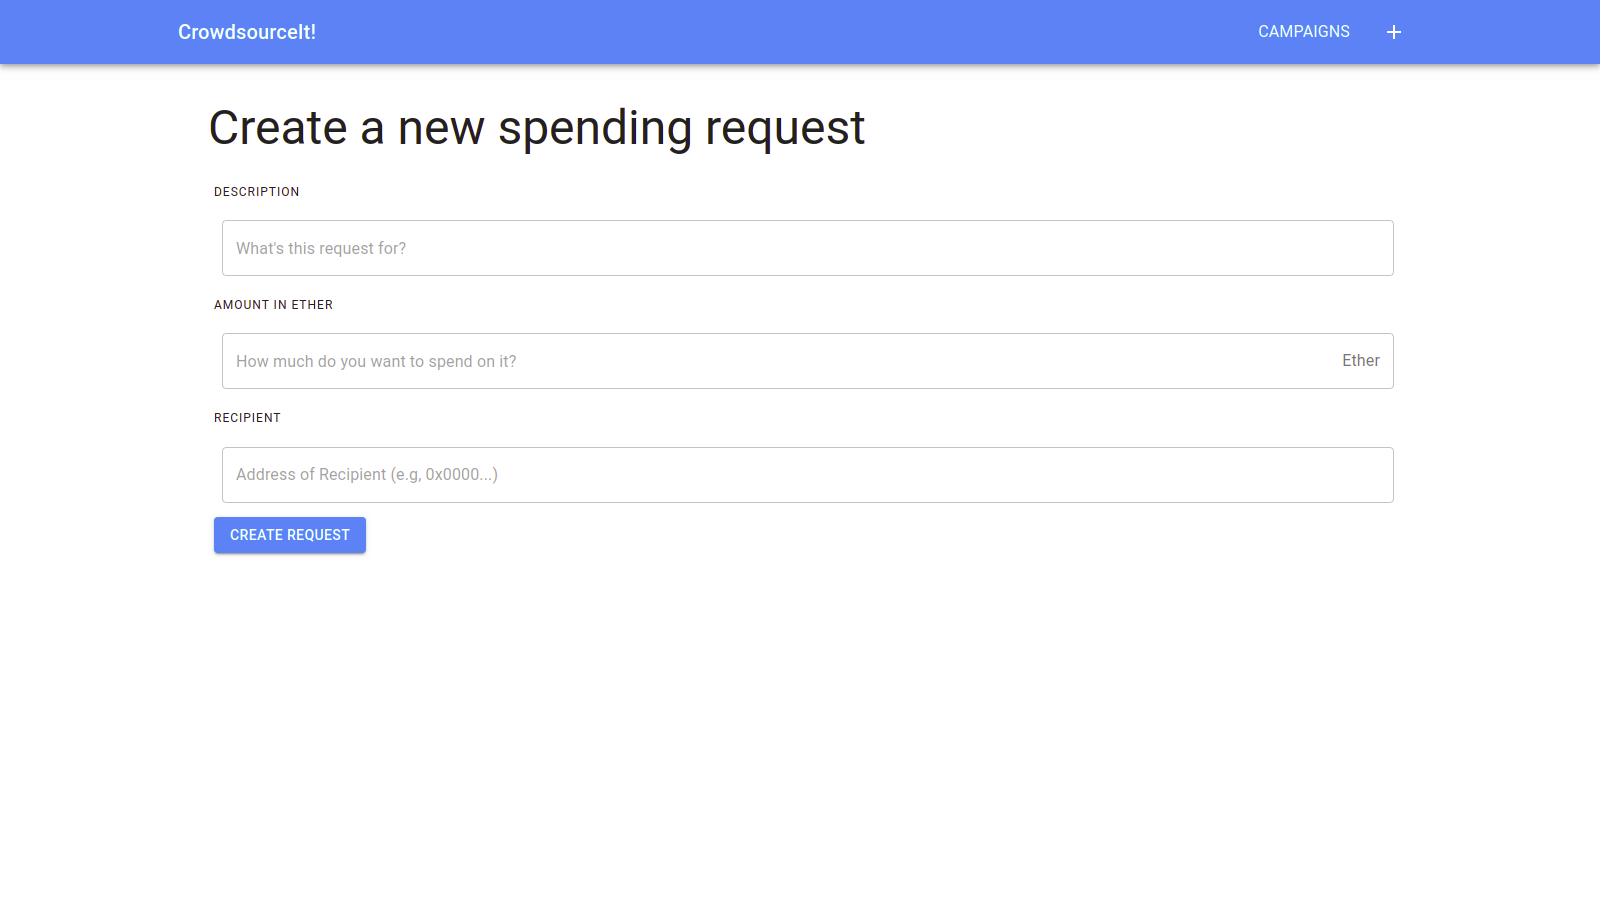 CrowdsourceIt!
CAMPAIGNS +
Create a new spending request
DESCRIPTION
What's this request for?
AMOUNT IN ETHER
How much do you want to spend on it? Ether
RECIPIENT
Address of Recipient (e.g, 0x0000...)
CREATE REQUEST